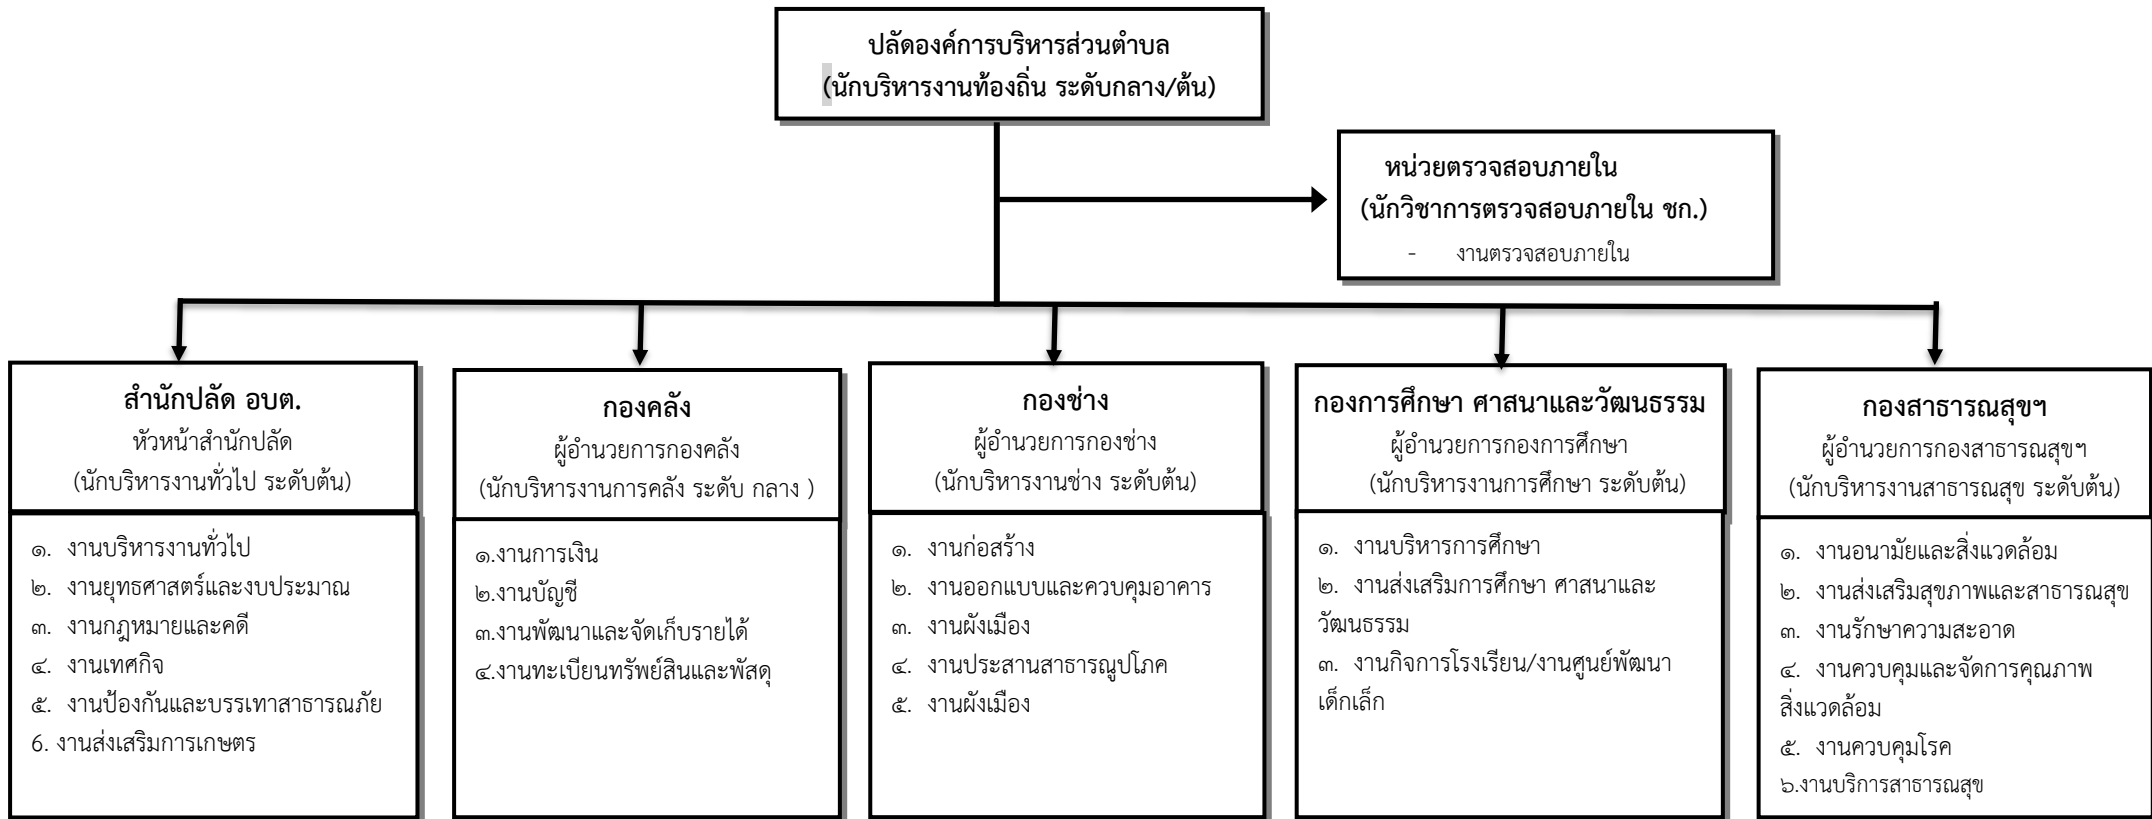 ปลัดองค์การบริหารส่วนตำบล
(นักบริหารงานท้องถิ่น ระดับกลาง/ต้น)
หน่วยตรวจสอบภายใน
(นักวิชาการตรวจสอบภายใน ชก.)
- งานตรวจสอบภายใน
สำนักปลัด อบต.
หัวหน้าสำนักปลัด
(นักบริหารงานทั่วไป ระดับต้น)
๑. งานบริหารงานทั่วไป
๒. งานยุทธศาสตร์และงบประมาณ
๓. งานกฎหมายและคดี
๔. งานเทศกิจ
๕. งานป้องกันและบรรเทาสาธารณภัย
6. งานส่งเสริมการเกษตร
กองคลัง
ผู้อำนวยการกองคลัง
(นักบริหารงานการคลัง ระดับ กลาง )
๑.งานการเงิน
๒.งานบัญชี
๓.งานพัฒนาและจัดเก็บรายได้
๔.งานทะเบียนทรัพย์สินและพัสดุ
กองช่าง
ผู้อำนวยการกองช่าง
(นักบริหารงานช่าง ระดับต้น)
๑. งานก่อสร้าง
๒. งานออกแบบและควบคุมอาคาร
๓. งานผังเมือง
๔. งานประสานสาธารณูปโภค
๕. งานผังเมือง
กองการศึกษา ศาสนาและวัฒนธรรม
ผู้อำนวยการกองการศึกษา
(นักบริหารงานการศึกษา ระดับต้น)
๑. งานบริหารการศึกษา
๒. งานส่งเสริมการศึกษา ศาสนาและ
วัฒนธรรม
๓. งานกิจการโรงเรียน/งานศูนย์พัฒนา
เด็กเล็ก
กองสาธารณสุขฯ
ผู้อำนวยการกองสาธารณสุขฯ
(นักบริหารงานสาธารณสุข ระดับต้น)
๑. งานอนามัยและสิ่งแวดล้อม
๒. งานส่งเสริมสุขภาพและสาธารณสุข
๓. งานรักษาความสะอาด
๔. งานควบคุมและจัดการคุณภาพ
สิ่งแวดล้อม
๕. งานควบคุมโรค
๖.งานบริการสาธารณสุข